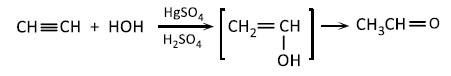 HgSO₄
CH≡CH + HOH → [CH₂=CH → CH₃CH=O
H₂SO₄
OH]